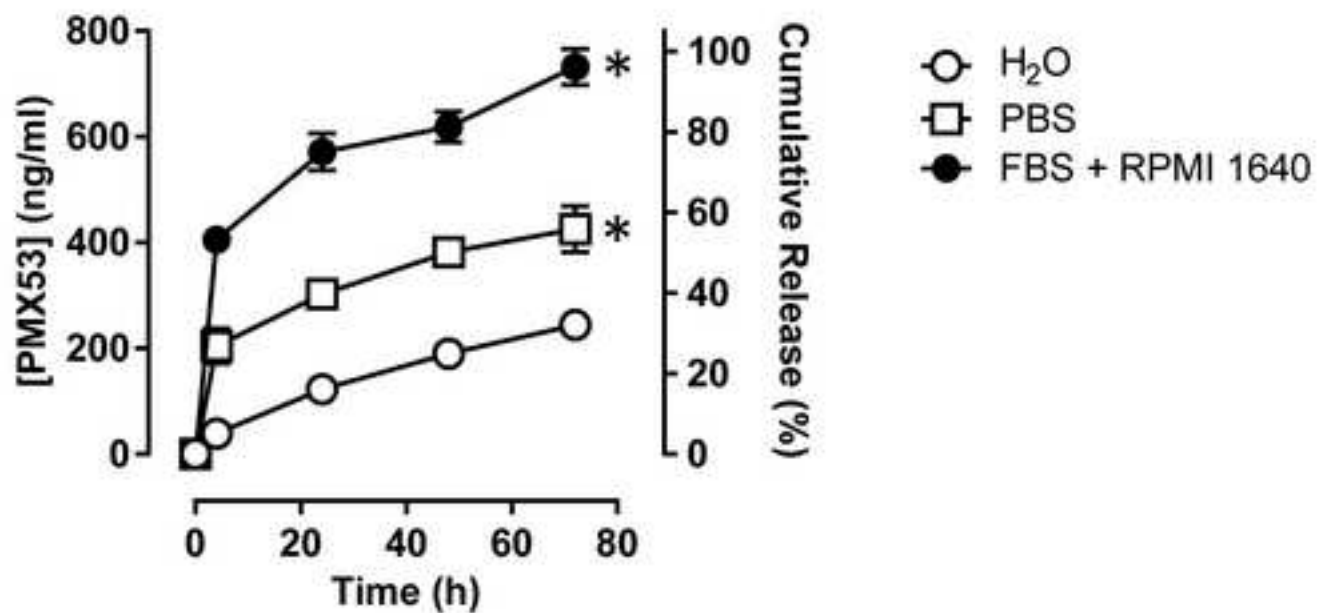 [PMX53] (ng/ml)
800
600
400
200
0
*
*
100
80
60
40
20
0
Cumulative Release (%)
0 20 40 60 80
Time (h)
H₂O
PBS
FBS + RPMI 1640